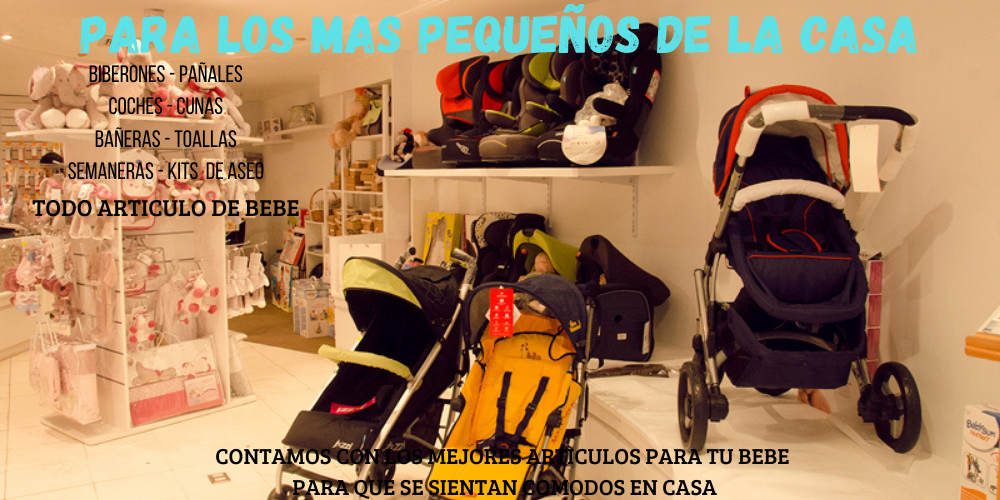 PARA LOS MAS PEQUEÑOS DE LA CASA
BIBERONES - PAÑALES
COCHES - CUNAS
BAÑERAS - TOALLAS
SEMANERAS - KITS DE ASEO
TODO ARTICULO DE BEBE
CONTAMOS CON LOS MEJORES ARTICULOS PARA TU BEBE
PARA QUE SE SIENTAN COMODOS EN CASA